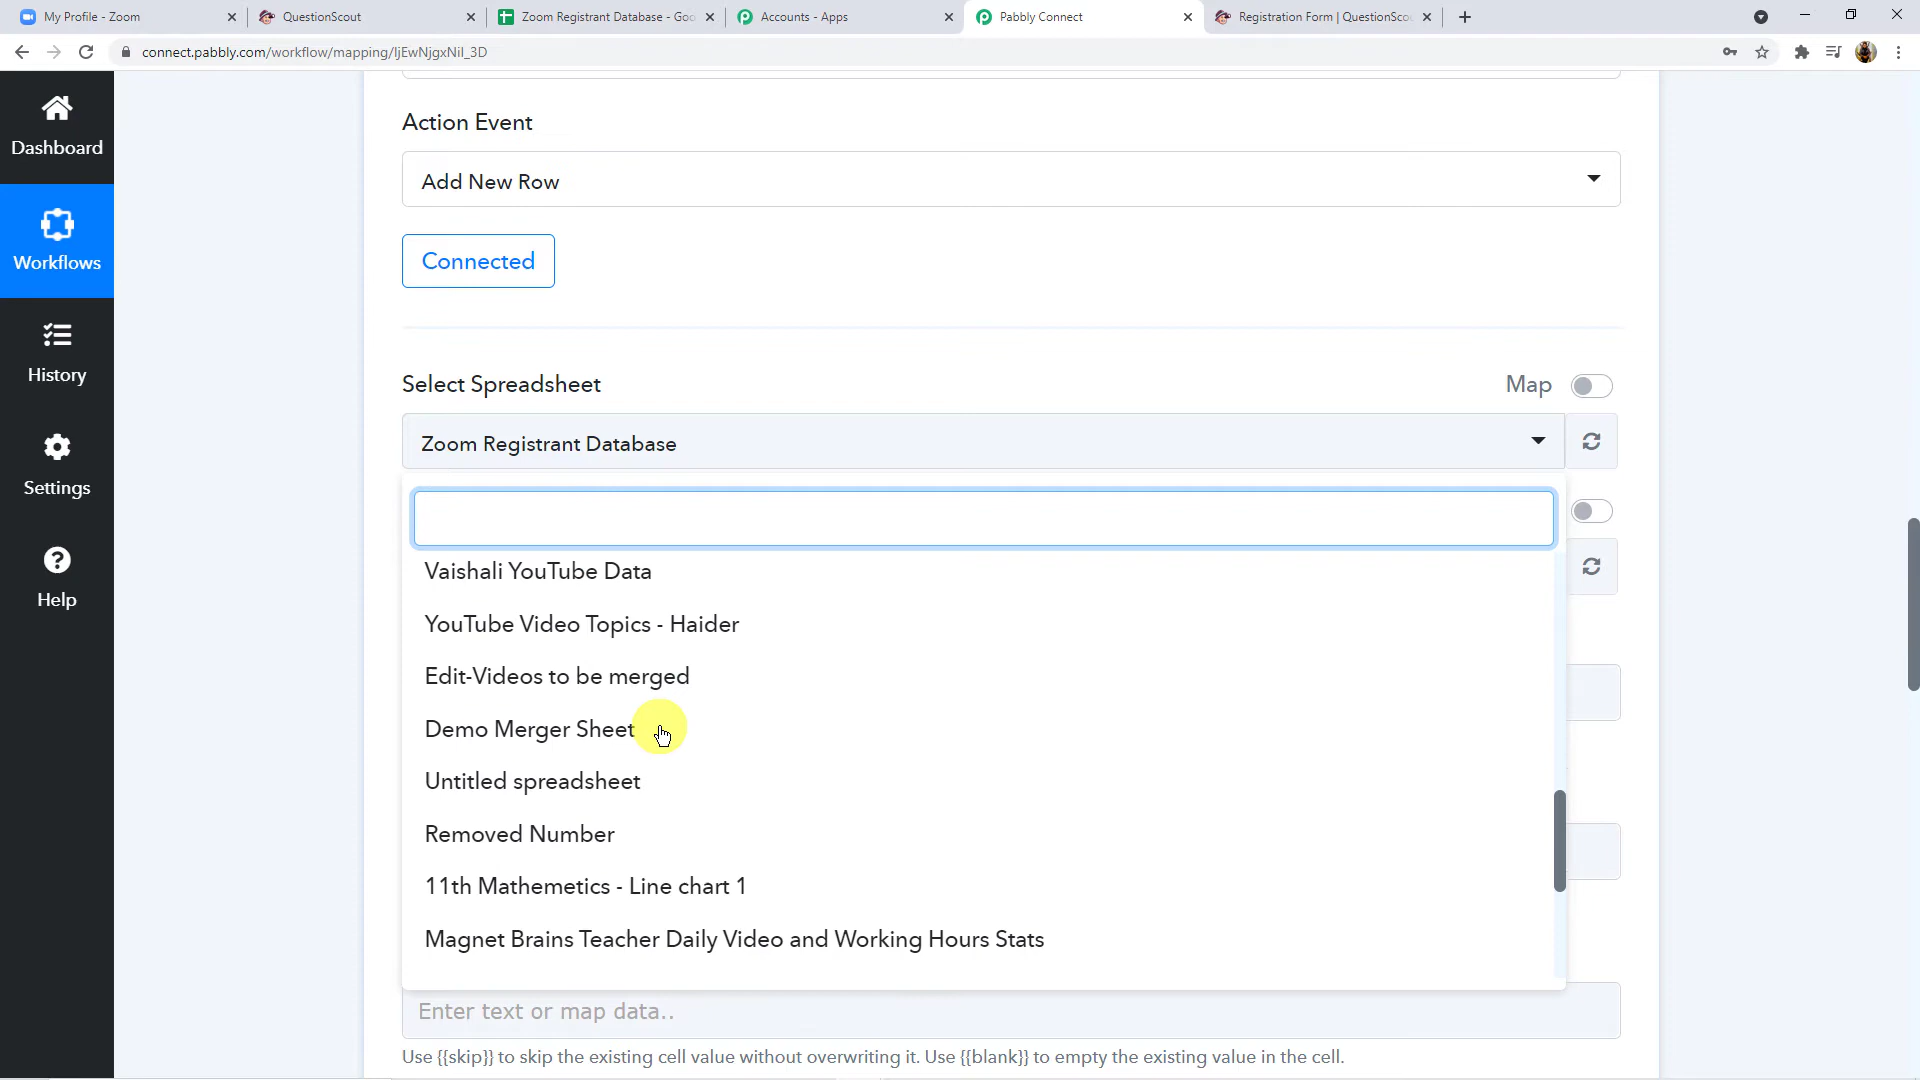 My Profile - Zoom
QuestionScout
Zoom Registrant Database - Goo
Accounts - Apps
Pabbly Connect
Registration Form | QuestionSco
connect.pabbly.com/workflow/mapping/IjEwNjgxNiI_3D
Dashboard
Workflows
History
Settings
Help
Action Event
Add New Row
Connected
Select Spreadsheet
Map
Zoom Registrant Database
Vaishali YouTube Data
YouTube Video Topics - Haider
Edit-Videos to be merged
Demo Merger Sheet
Untitled spreadsheet
Removed Number
11th Mathemetics - Line chart 1
Magnet Brains Teacher Daily Video and Working Hours Stats
Enter text or map data..
Use {{skip}} to skip the existing cell value without overwriting it. Use {{blank}} to empty the existing value in the cell.